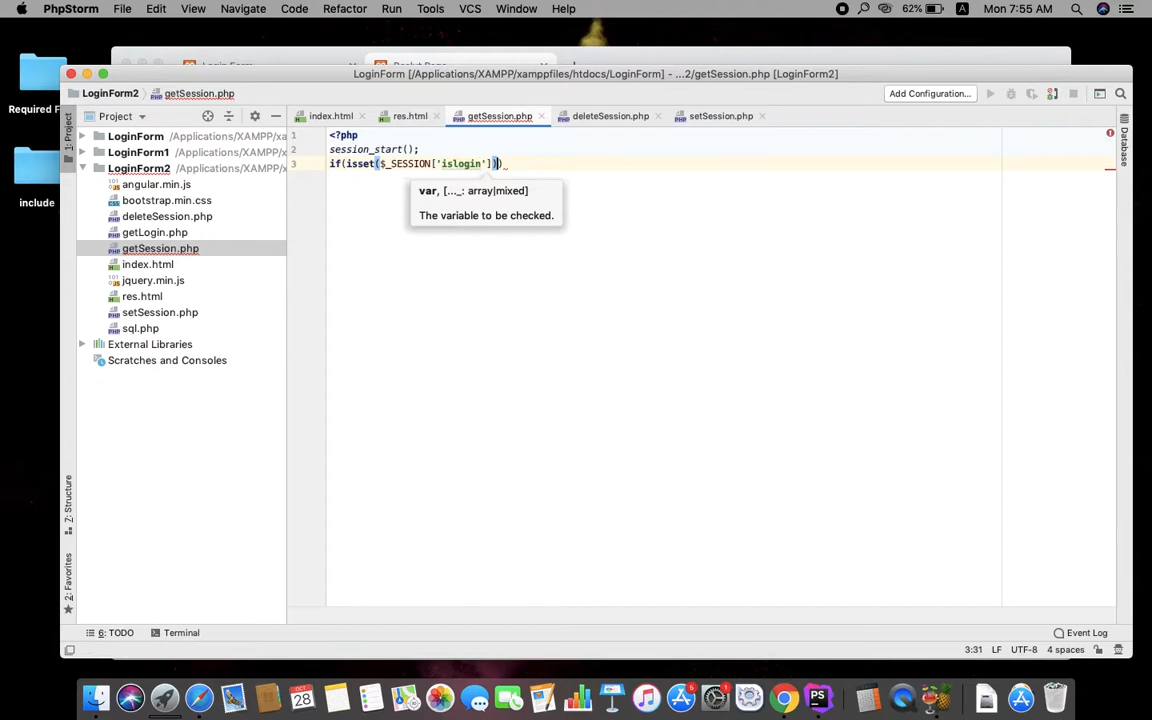 PhpStorm File Edit View Navigate Code Refactor Run Tools VCS Window Help 62% A Mon 7:55 AM
LoginForm [/Applications/XAMPP/xamppfiles/htdocs/LoginForm] - ...2/getSession.php [LoginForm2]
LoginForm2 getSession.php Add Configuration...
Project index.html res.html getSession.php deleteSession.php setSession.php
Required F
include
1: Project
LoginForm /Applications/XAMPP/xa
LoginForm1 /Applications/XAMPP/x
LoginForm2 /Applications/XAMPP/x
angular.min.js
bootstrap.min.css
deleteSession.php
getLogin.php
getSession.php
index.html
jquery.min.js
res.html
setSession.php
sql.php
External Libraries
Scratches and Consoles
1 <?php
2 session_start();
3 if(isset($_SESSION['islogin']))
var, [..._: array|mixed]
The variable to be checked.
Database
7: Structure
2: Favorites
6: TODO Terminal Event Log
3:31 LF UTF-8 4 spaces
OCT
28
5
1
PS